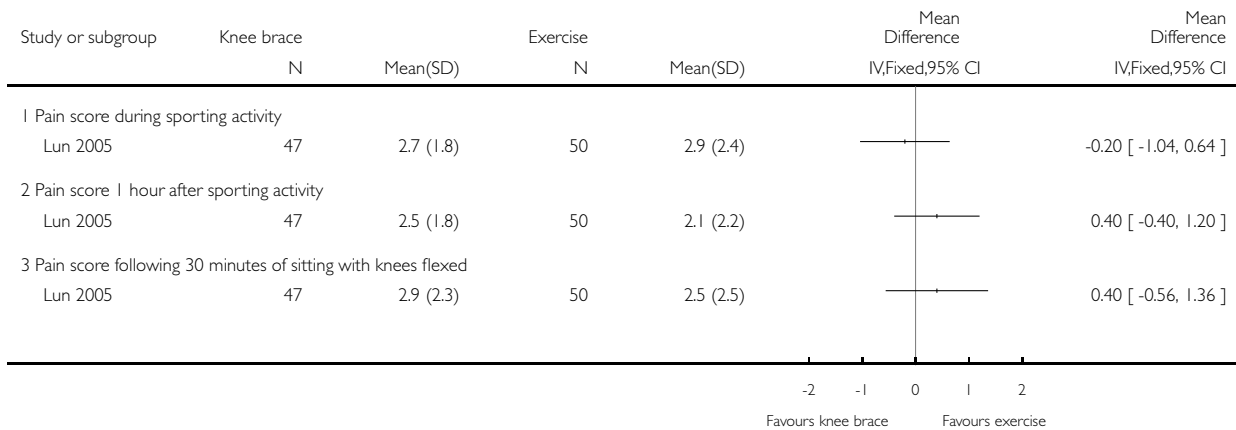 Mean Mean
Study or subgroup Knee brace Exercise Difference Difference
N Mean(SD) N Mean(SD) IV,Fixed,95% CI IV,Fixed,95% CI
1 Pain score during sporting activity
Lun 2005 47 2.7 (1.8) 50 2.9 (2.4) -0.20 [ -1.04, 0.64 ]
2 Pain score 1 hour after sporting activity
Lun 2005 47 2.5 (1.8) 50 2.1 (2.2) 0.40 [ -0.40, 1.20 ]
3 Pain score following 30 minutes of sitting with knees flexed
Lun 2005 47 2.9 (2.3) 50 2.5 (2.5) 0.40 [ -0.56, 1.36 ]
-2 -1 0 1 2
Favours knee brace Favours exercise